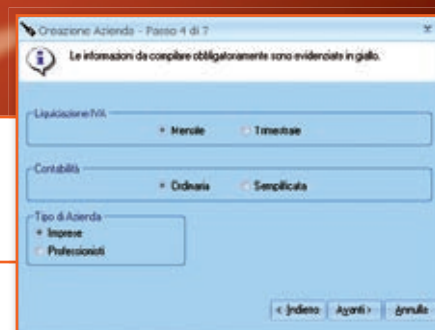 Creazione Azienda - Passo 4 di 7
Le informazioni da compilare obbligatoriamente sono evidenziate in giallo.
Liquidazione IVA
Mensile Trimestrale
Contabilità
Ordinaria Semplificata
Tipo di Azienda
Imprese
Professionisti
< Indietro Avanti > Annulla